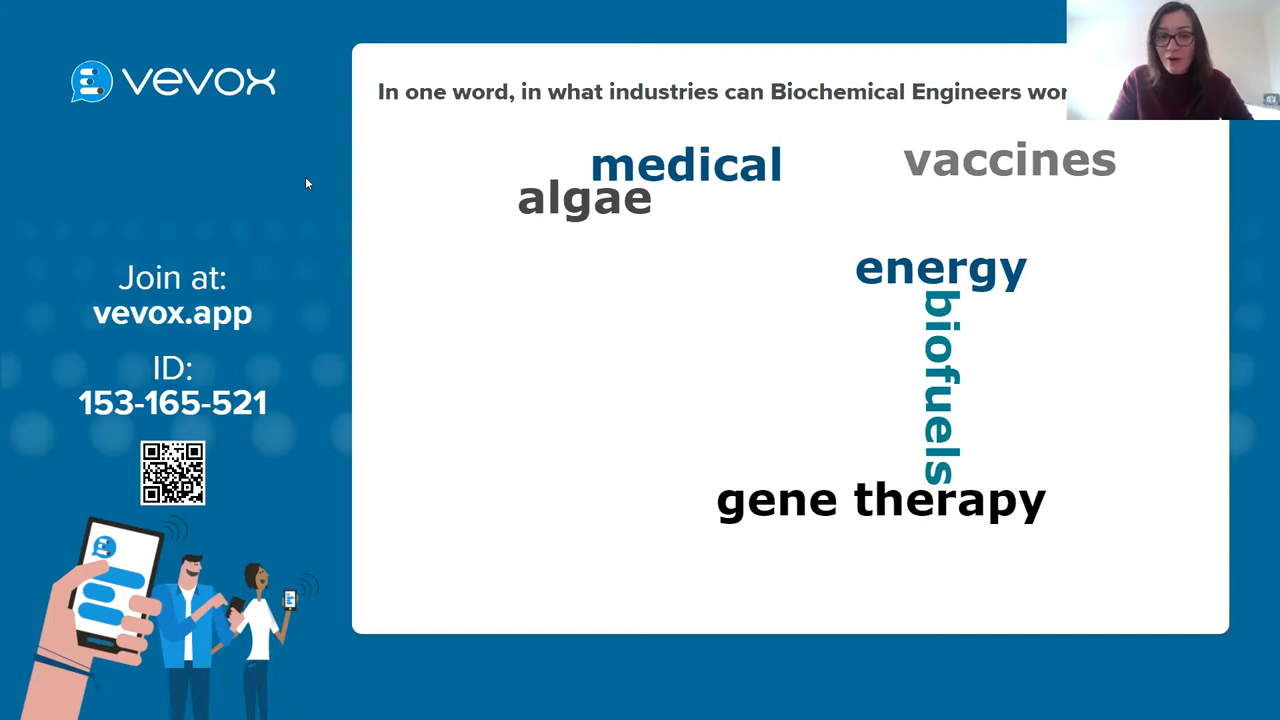 vevox
In one word, in what industries can Biochemical Engineers
medical
vaccines
algae
energy
biofuels
gene therapy
Join at:
vevox.app
ID:
153-165-521